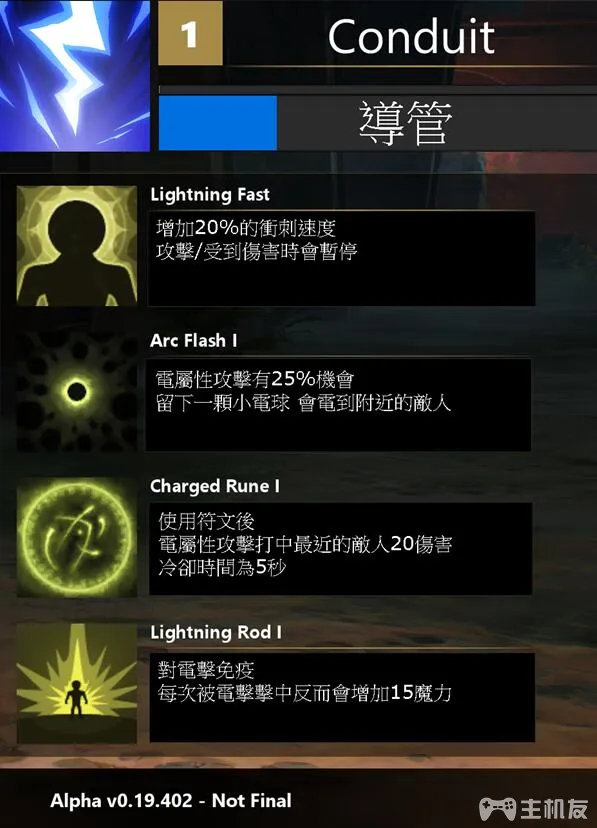 1
Conduit
導管
Lightning Fast
增加20%的衝刺速度
攻擊/受到傷害時會暫停
Arc Flash I
電屬性攻擊有25%機會
留下一顆小電球 會電到附近的敵人
Charged Rune I
使用符文後
電屬性攻擊打中最近的敵人20傷害
冷卻時間為5秒
Lightning Rod I
對電擊免疫
每次被電擊擊中反而會增加15魔力
Alpha v0.19.402 - Not Final
主机友